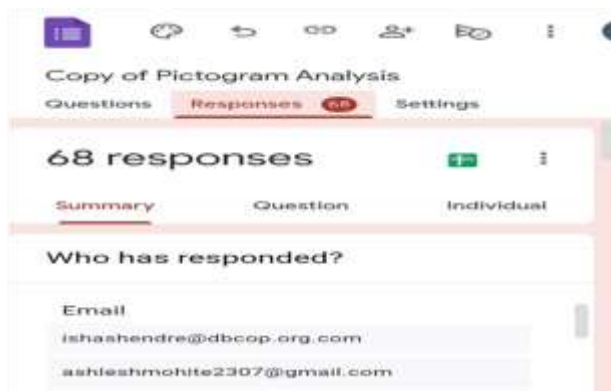 Copy of Pictogram Analysis
Questions Responses 68 Settings
68 responses
Summary Question Individual
Who has responded?
Email
ishashendre@dbcop.org.com
ashleshmohite2307@gmail.com